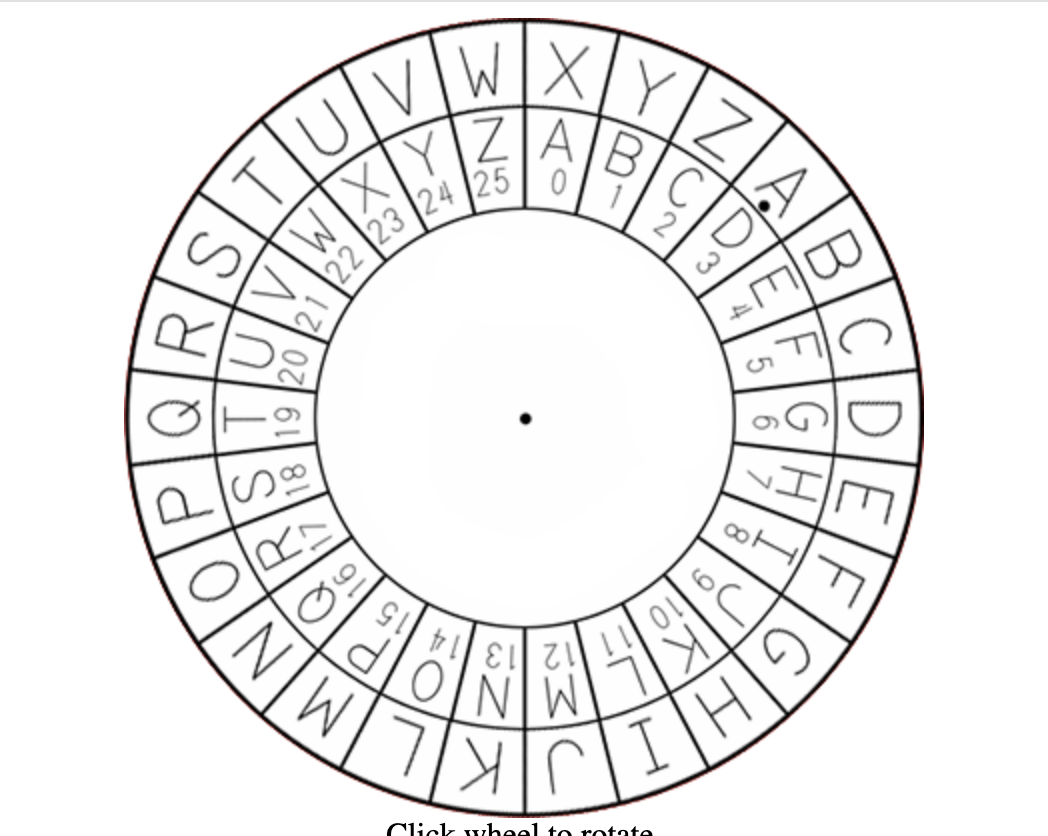 X Y Z A B C D E F G H I J K L M N O P Q R S T U V W
A B C D E F G H I J K L M N O P Q R S T U V W X Y Z
0 1 2 3 4 5 6 7 8 9 10 11 12 13 14 15 16 17 18 19 20 21 22 23 24 25
Click wheel to rotate